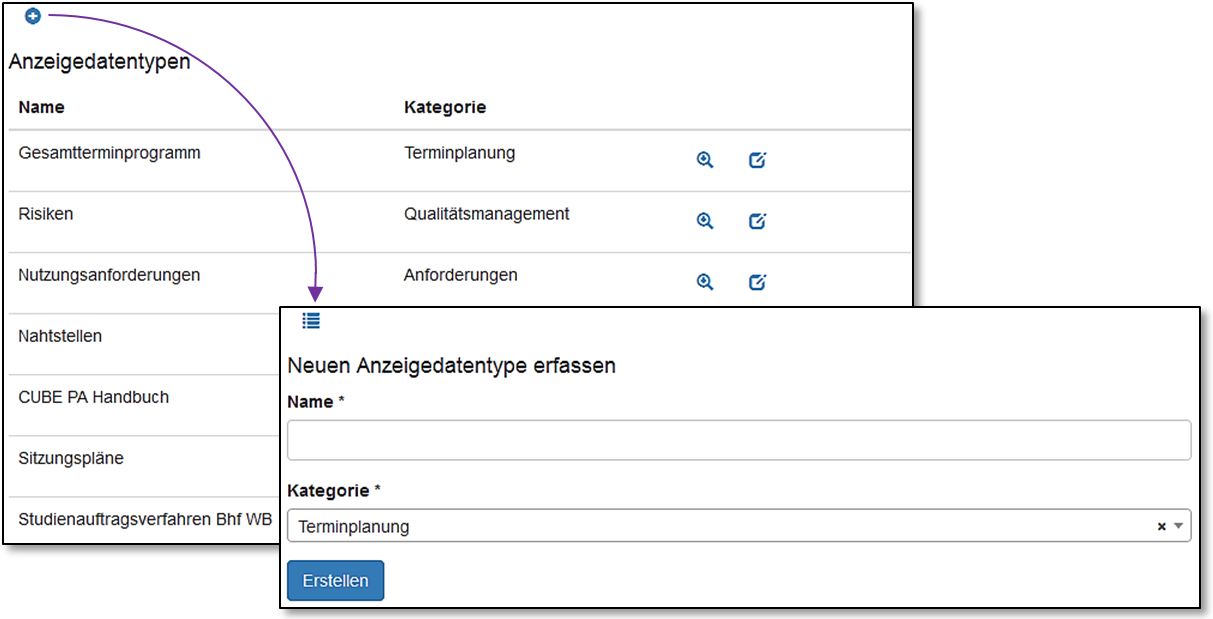 Anzeigedatentypen
Name Kategorie
Gesamtterminprogramm Terminplanung
Risiken Qualitätsmanagement
Nutzungsanforderungen Anforderungen
Nahtstellen
CUBE PA Handbuch
Sitzungspläne
Studienauftragsverfahren Bhf WB
Neuen Anzeigedatentype erfassen
Name *
Kategorie *
Terminplanung
Erstellen